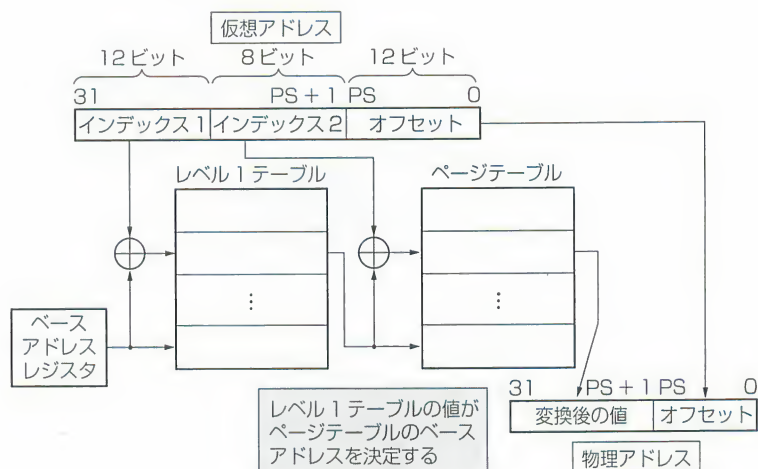 仮想アドレス
12ビット 8ビット 12ビット
31 PS+1 PS 0
インデックス1 インデックス2 オフセット
レベル1テーブル ページテーブル
⋮ ⋮
ベース
アドレス
レジスタ
レベル1テーブルの値が
ページテーブルのベース
アドレスを決定する
31 PS+1 PS 0
変換後の値 オフセット
物理アドレス